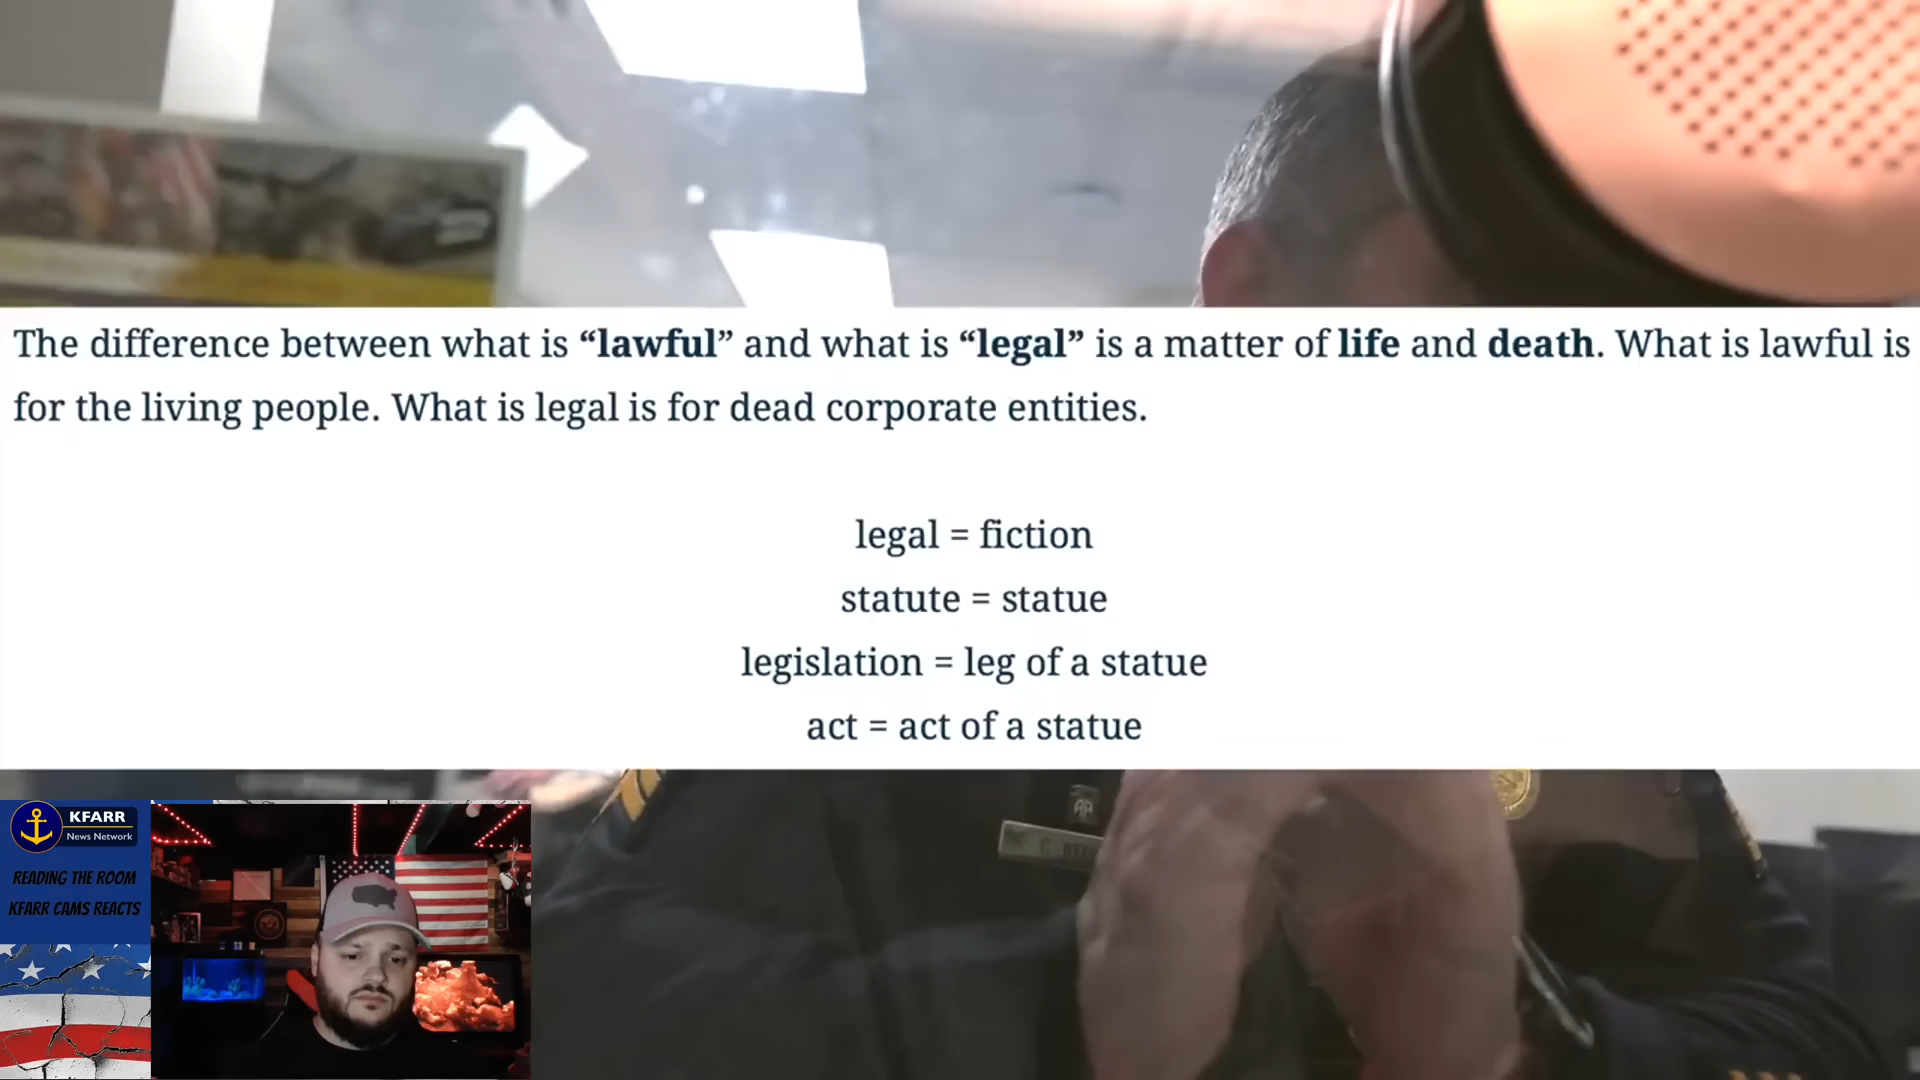 The difference between what is “lawful” and what is “legal” is a matter of life and death. What is lawful is
for the living people. What is legal is for dead corporate entities.
legal = fiction
statute = statue
legislation = leg of a statue
act = act of a statue
KFARR
News Network
READING THE ROOM
KFARR CAMS REACTS